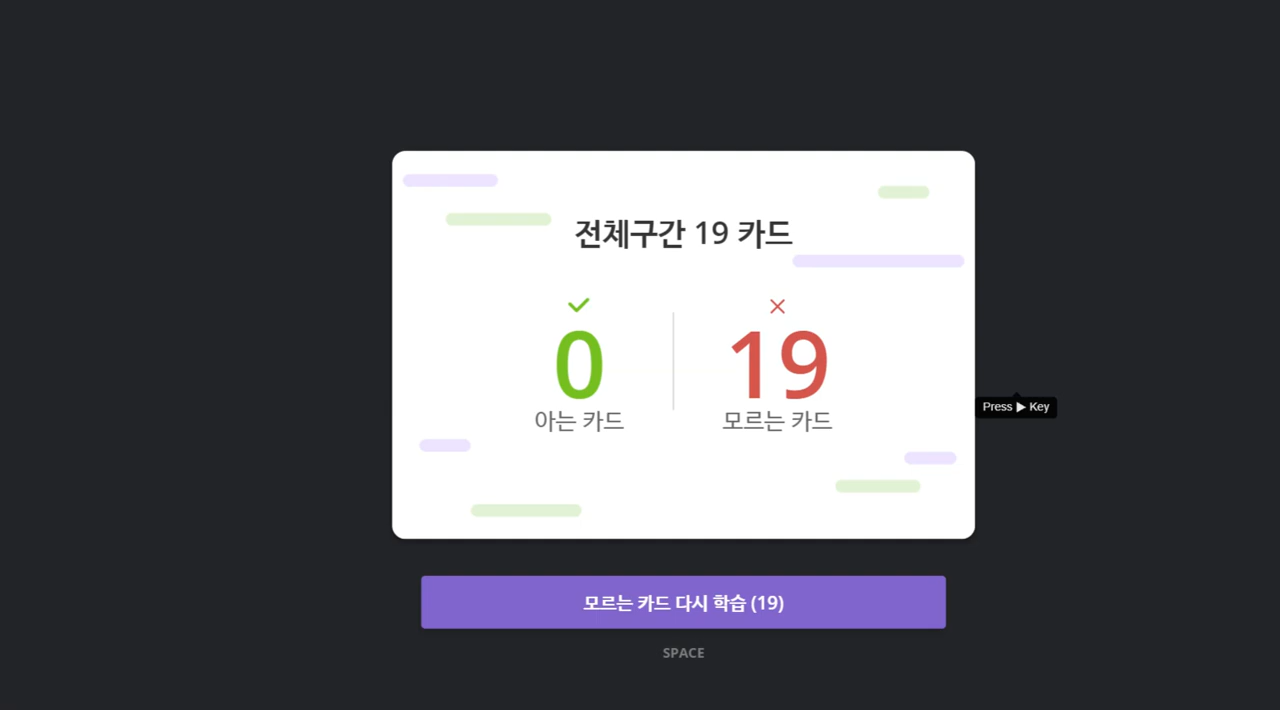 전체구간 19 카드
0
아는 카드
19
모르는 카드
Press ▶ Key
모르는 카드 다시 학습 (19)
SPACE